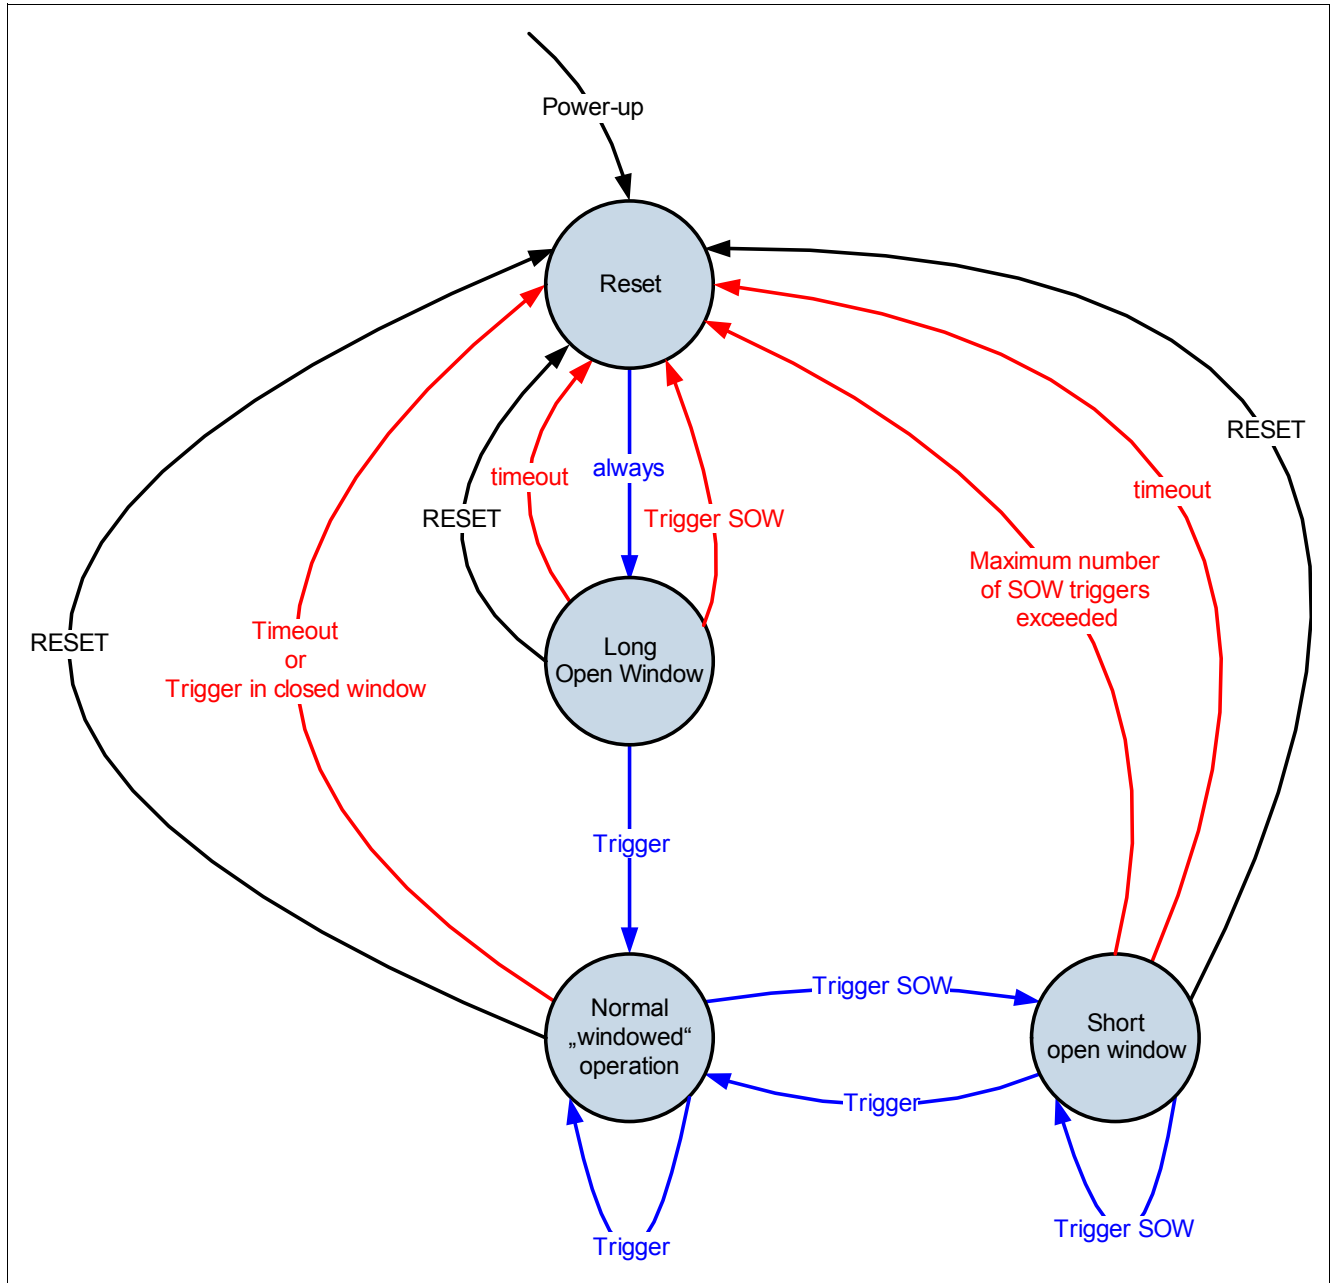 Power-up
Reset
RESET
timeout
always
timeout
RESET
Trigger SOW
Maximum number
of SOW triggers
exceeded
Timeout
or
Trigger in closed window
RESET
Long
Open Window
Trigger
Trigger SOW
Normal
„windowed“
operation
Short
open window
Trigger
Trigger
Trigger SOW